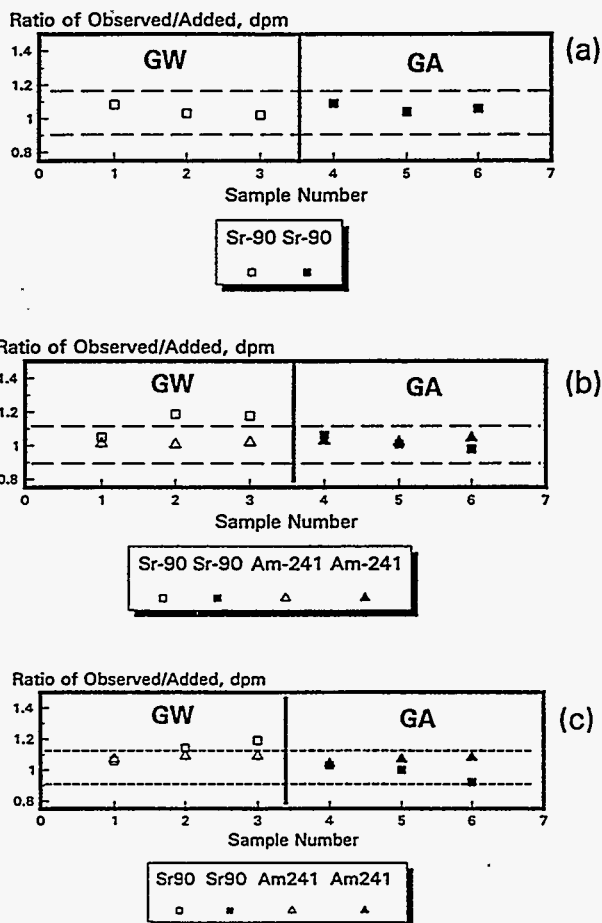 Ratio of Observed/Added, dpm
(a)
GW GA
1.4
1.2
1
0.8
0 1 2 3 4 5 6 7
Sample Number
Sr-90 Sr-90
Ratio of Observed/Added, dpm
(b)
GW GA
1.4
1.2
1
0.8
0 1 2 3 4 5 6 7
Sample Number
Sr-90 Sr-90 Am-241 Am-241
Ratio of Observed/Added, dpm
(c)
GW GA
1.4
1.2
1
0.8
0 1 2 3 4 5 6 7
Sample Number
Sr90 Sr90 Am241 Am241